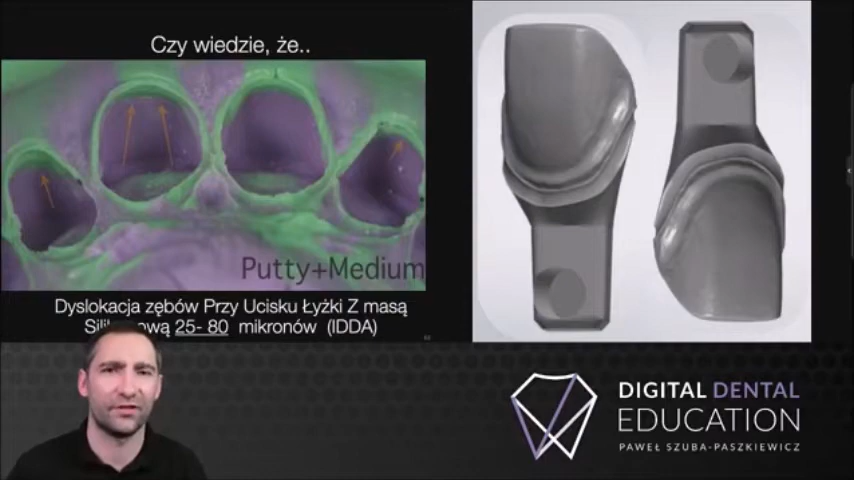 Czy wiedzie, że..
Putty+Medium
Dyslokacja zębów Przy Ucisku Łyżki Z masą
25- 80 mikronów (IDDA)
DIGITAL DENTAL
EDUCATION
PAWEŁ SZUBA-PASZKIEWICZ